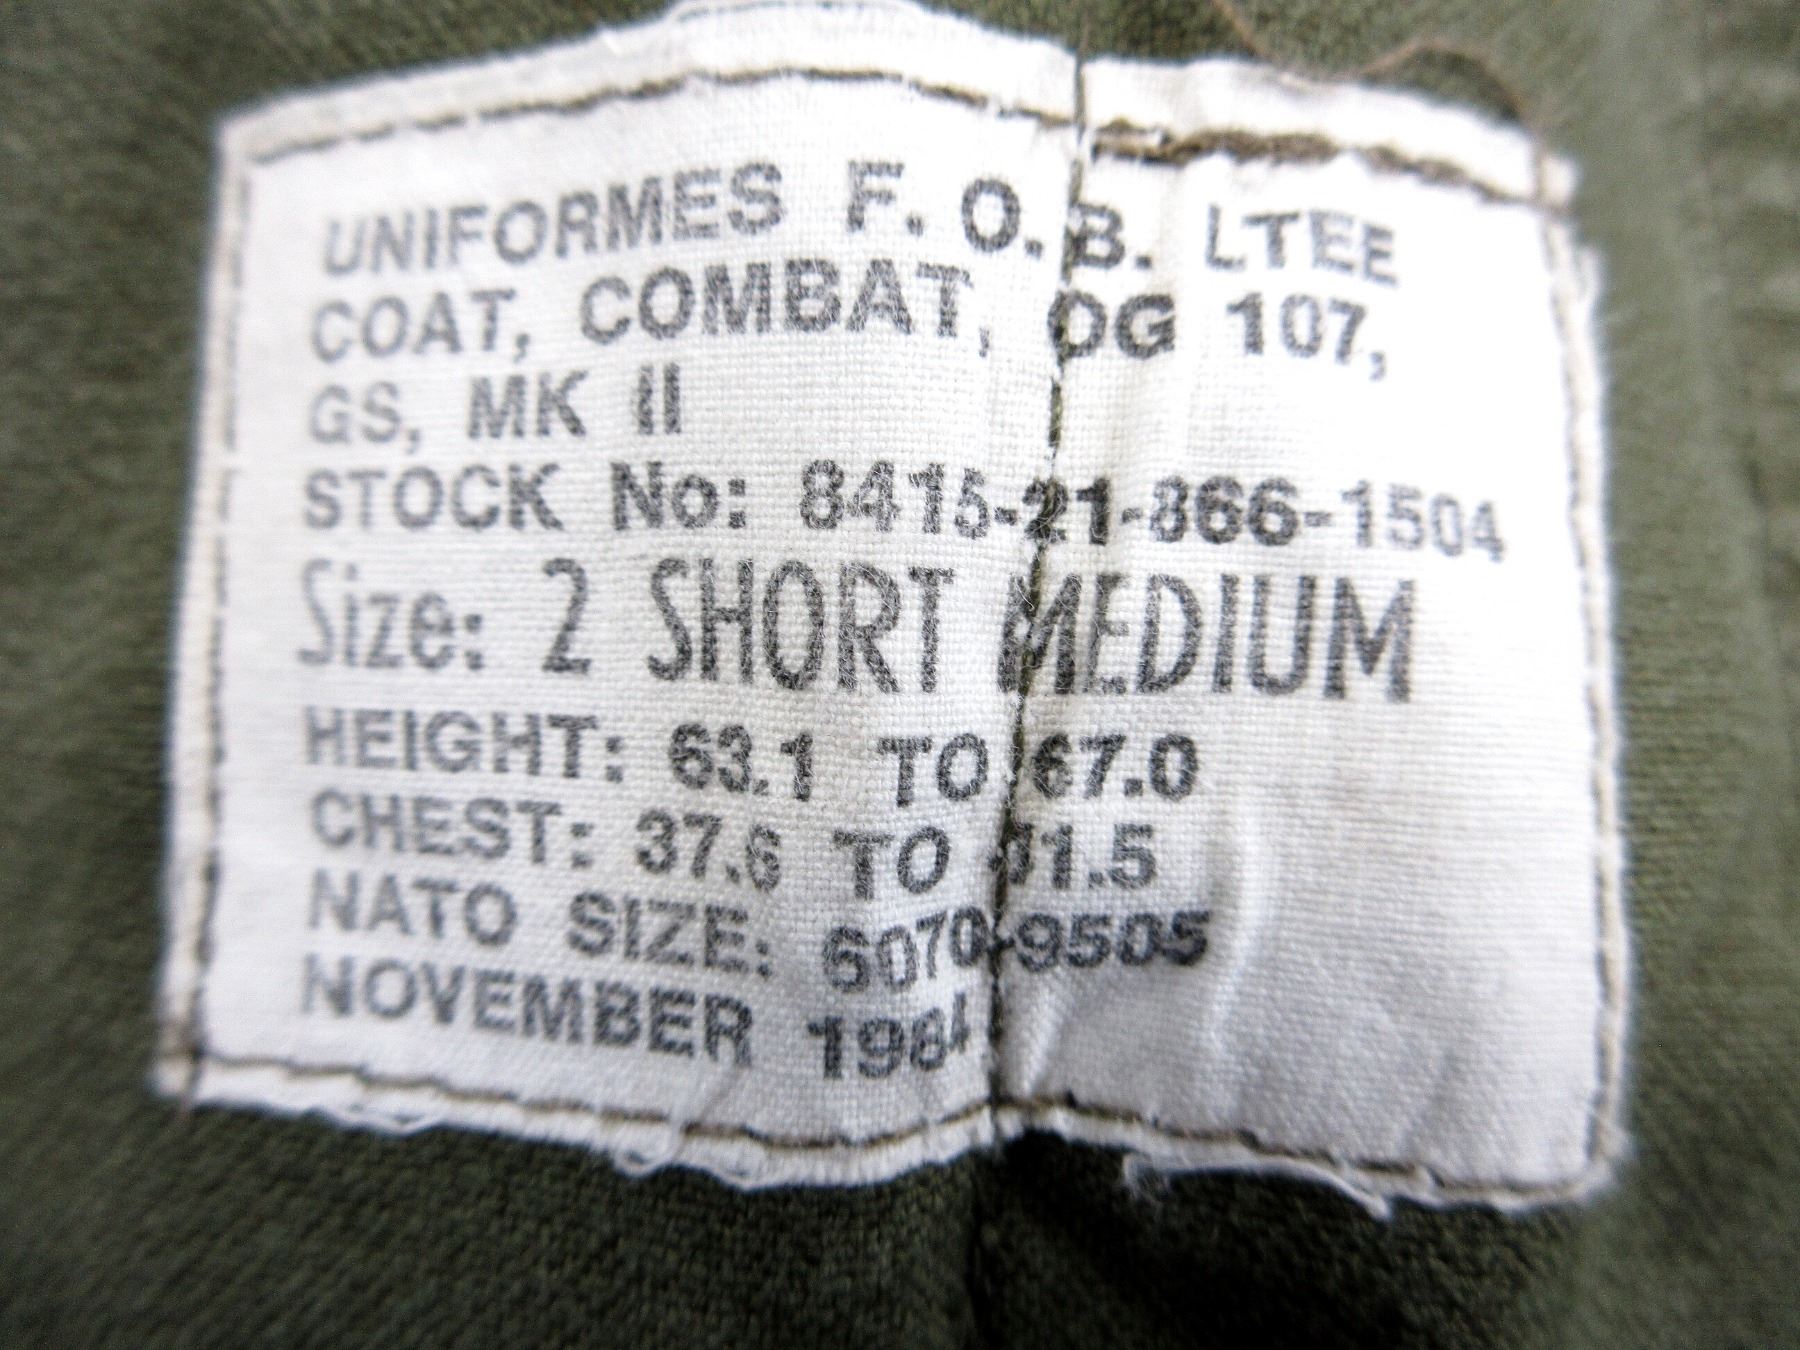 UNIFORMES F. O. B. LTEE
COAT, COMBAT, OG 107,
GS, MK II
STOCK No: 8415-21-866-1504
Size: 2 SHORT MEDIUM
HEIGHT: 63.1 TO 67.0
CHEST: 37.6 TO 41.5
NATO SIZE: 6070-9505
NOVEMBER 1984